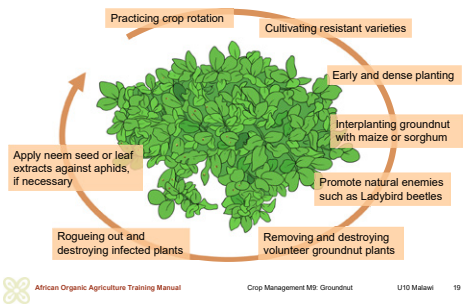 Practicing crop rotation
Cultivating resistant varieties
Early and dense planting
Interplanting groundnut
with maize or sorghum
Promote natural enemies
such as Ladybird beetles
Removing and destroying
volunteer groundnut plants
Rogueing out and
destroying infected plants
Apply neem seed or leaf
extracts against aphids,
if necessary
African Organic Agriculture Training Manual
Crop Management M9: Groundnut
U10 Malawi
19